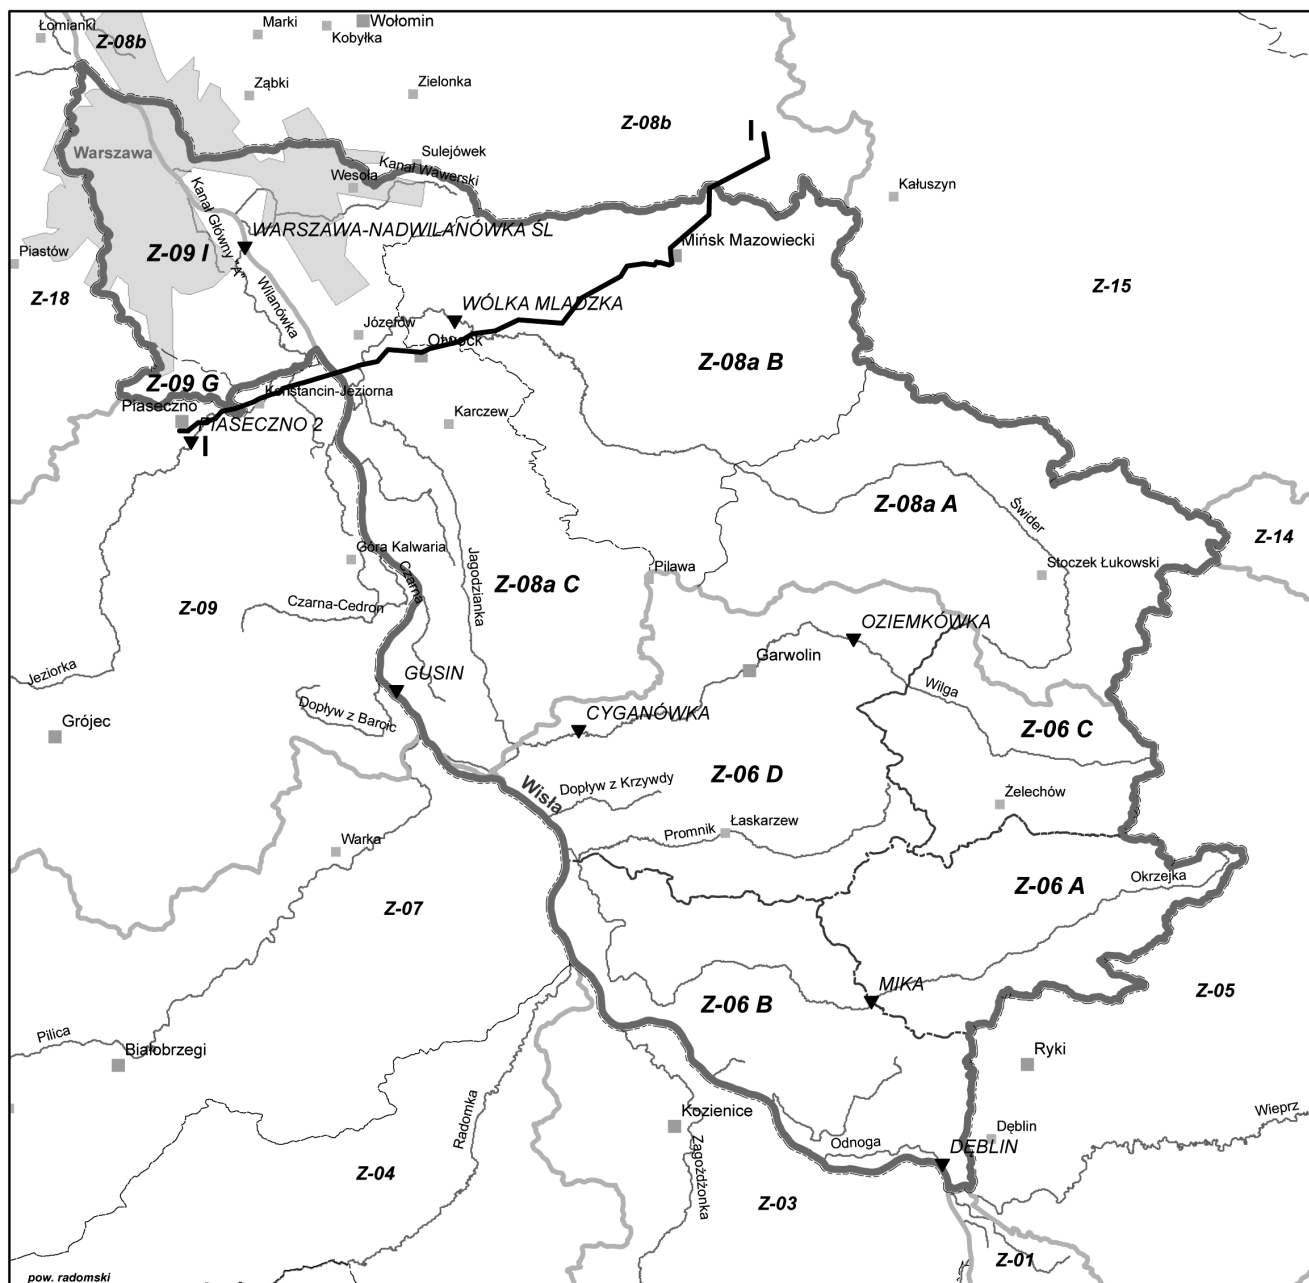 Łomianki
Z-08b
Marki
Wołomin
Kobyłka
Ząbki
Zielonka
Z-08b
I
Warszawa
Sulejówek
Kanał Wawerski
Wesoła
Kałuszyn
Kanał Główny "A"
WARSZAWA-NADWILANÓWKA ŚL
Mińsk Mazowiecki
Piastów
Z-09 I
Z-18
Wilanówka
Z-15
WÓLKA MLĄDZKA
Józefów
Otwock
Z-08a B
Z-09 G
Konstancin-Jeziorna
Piaseczno
PIASECZNO 2
I
Karczew
Z-08a A
Świder
Z-14
Góra Kalwaria
Czarna
Jagodzianka
Z-08a C
Pilawa
Stoczek Łukowski
Z-09
Czarna-Cedron
OZIEMKÓWKA
Garwolin
Jeziorka
GUSIN
Wilga
Dopływ z Baroic
CYGANÓWKA
Grójec
Z-06 C
Z-06 D
Wisła
Dopływ z Krzywdy
Żelechów
Promnik
Łaskarzew
Warka
Okrzejka
Z-06 A
Z-07
MIKA
Z-05
Z-06 B
Pilica
Białobrzegi
Ryki
Radomka
Kozienice
Wieprz
Dęblin
Odnoga
DĘBLIN
Zagożdżonka
Z-04
Z-03
Z-01
pow. radomski